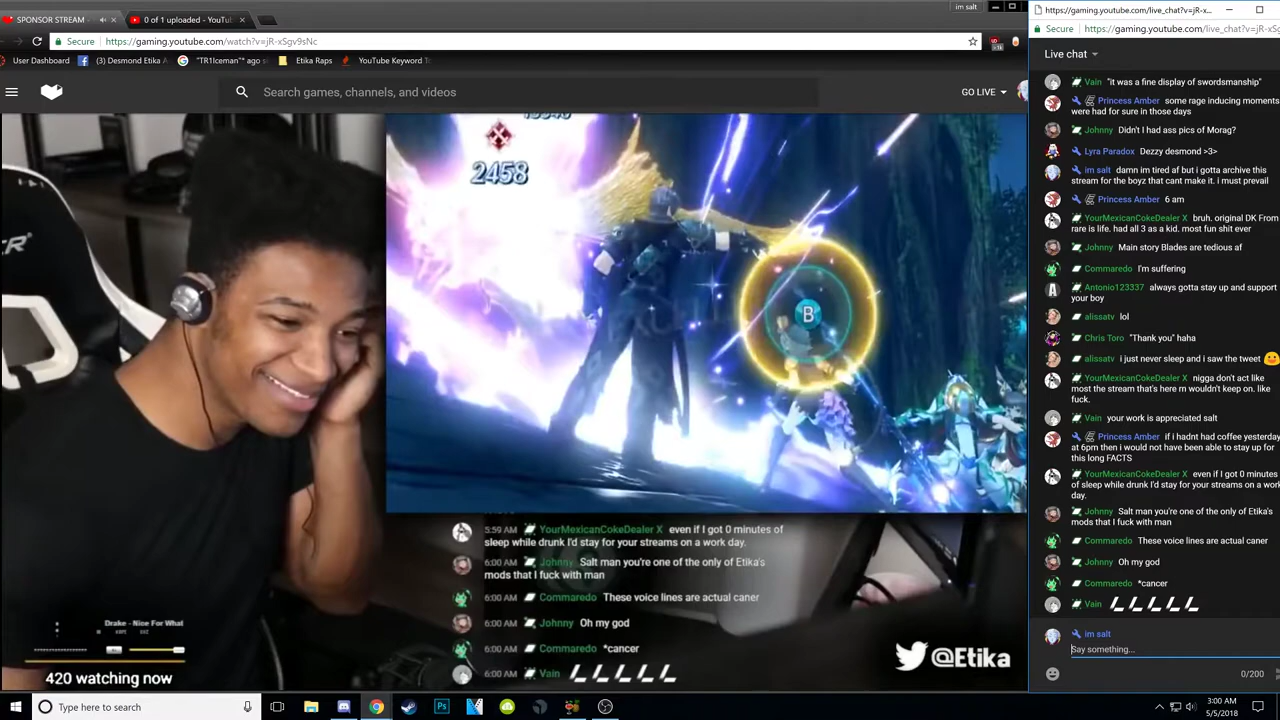 im salt
SPONSOR STREAM -
0 of 1 uploaded - YouTu
https://gaming.youtube.com/live_chat?v=jR-x...
Secure https://gaming.youtube.com/watch?v=jR-xSgv9sNc
Secure https://gaming.youtube.com/live_chat?v=jR-xSg
User Dashboard
(3) Desmond Etika A
"TR1Iceman"* ago s
Etika Raps
YouTube Keyword To
Search games, channels, and videos
GO LIVE
2458
B
5:59 AM YourMexicanCokeDealer X even if I got 0 minutes of
sleep while drunk I'd stay for your streams on a work day.
6:00 AM Johnny Salt man you're one of the only of Etika's
mods that I fuck with man
6:00 AM Commaredo These voice lines are actual caner
6:00 AM Johnny Oh my god
6:00 AM Commaredo *cancer
6:00 AM Vain
Drake - Nice For What
420 watching now
@Etika
Live chat
Vain "it was a fine display of swordsmanship"
Princess Amber some rage inducing moments
were had for sure in those days
Johnny Didn't I had ass pics of Morag?
Lyra Paradox Dezzy desmond >3>
im salt damn im tired af but i gotta archive this
stream for the boyz that cant make it. i must prevail
Princess Amber 6 am
YourMexicanCokeDealer X bruh. original DK From
rare is life. had all 3 as a kid. most fun shit ever
Johnny Main story Blades are tedious af
Commaredo I'm suffering
Antonio123337 always gotta stay up and support
your boy
alissatv lol
Chris Toro "Thank you" haha
alissatv i just never sleep and i saw the tweet
YourMexicanCokeDealer X nigga don't act like
most the stream that's here m wouldn't keep on. like
fuck.
Vain your work is appreciated salt
Princess Amber if i hadnt had coffee yesterday
at 6pm then i would not have been able to stay up for
this long FACTS
YourMexicanCokeDealer X even if I got 0 minutes
of sleep while drunk I'd stay for your streams on a work
day.
Johnny Salt man you're one of the only of Etika's
mods that I fuck with man
Commaredo These voice lines are actual caner
Johnny Oh my god
Commaredo *cancer
Vain
im salt
Say something...
0/200
Type here to search
3:00 AM
5/5/2018